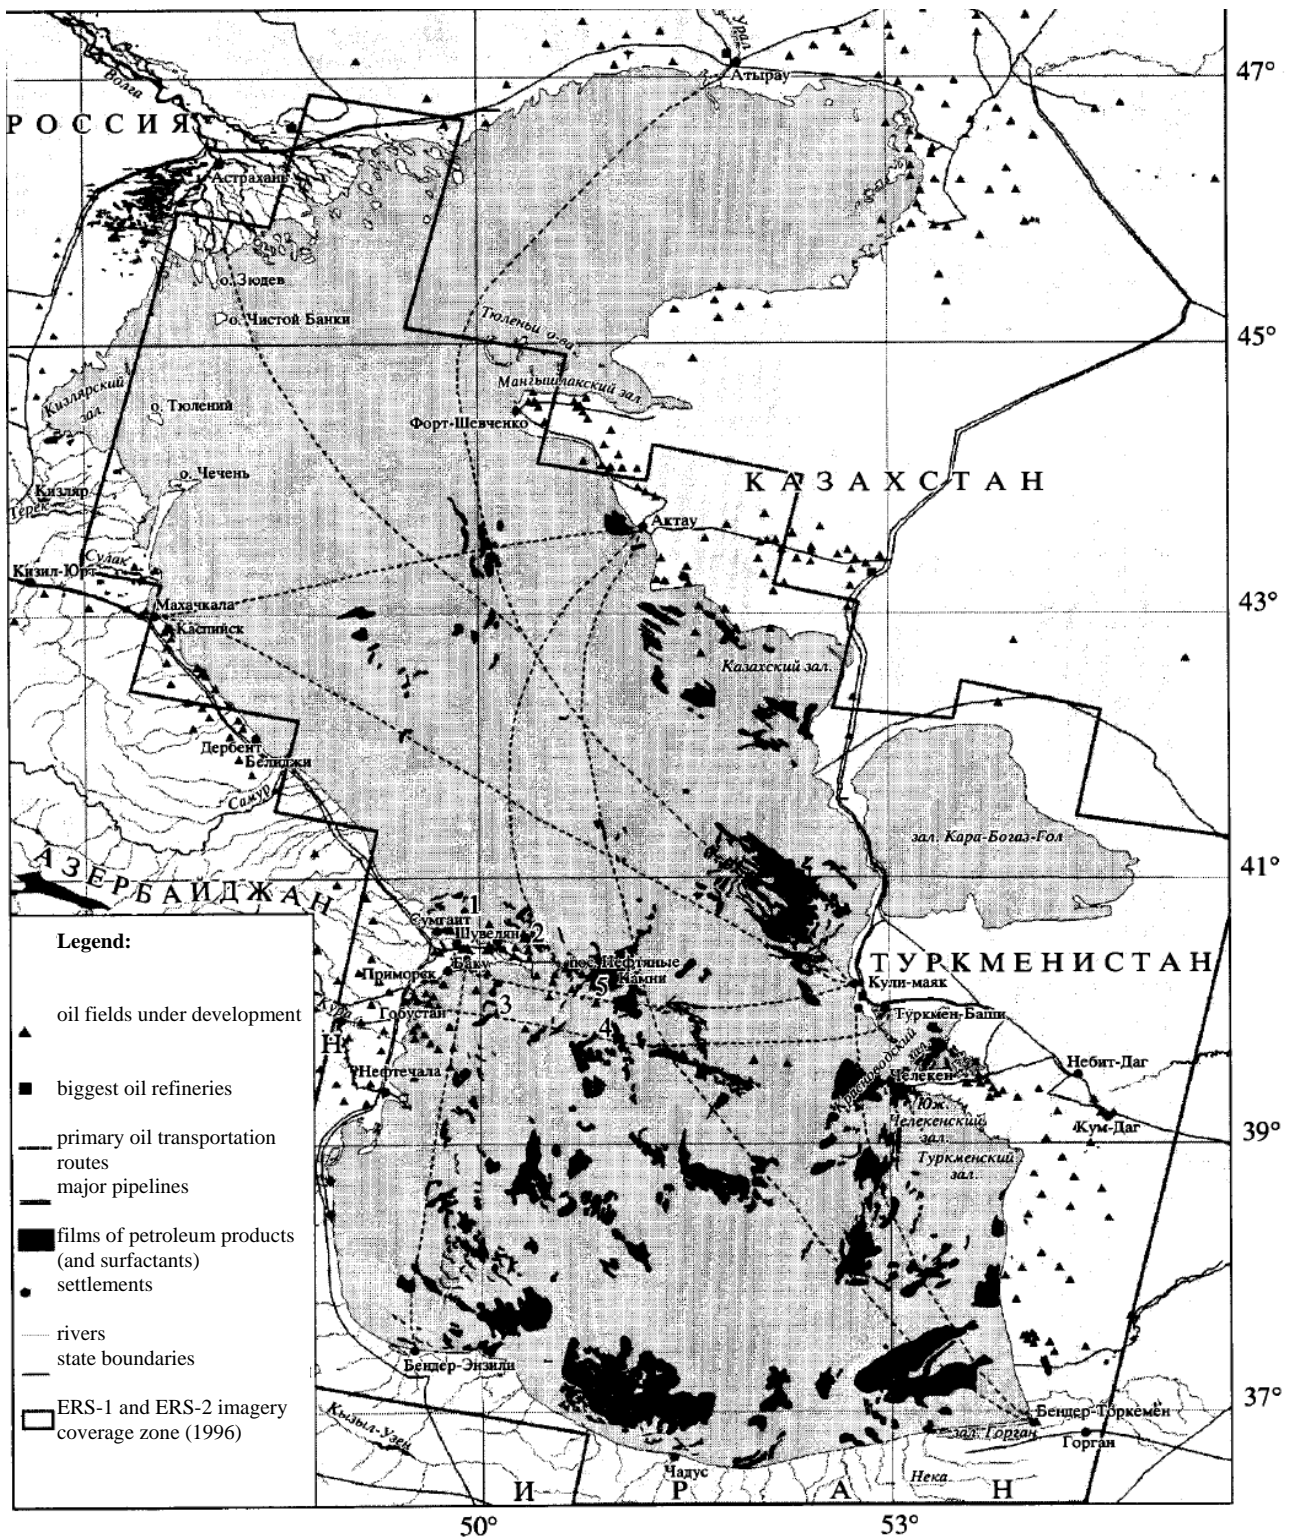 Урал
Атырау
47°
Волга
РОССИЯ
Астрахань
о. Зюдев
о. Чистой Банки
Тюленьи о-ва
45°
Мангышлакский зал.
Кизлярский
зал.
о. Тюлений
Форт-Шевченко
о. Чечень
КАЗАХСТАН
Кизляр
Терек
Актау
Сулак
Кизил-Юрт
Махачкала
43°
Каспийск
Казахский зал.
Дербент
Белиджи
Самур
зал. Кара-Богаз-Гол
АЗЕРБАЙДЖАН
41°
1
Сумгаит
Шувелян
2
Баку
пос. Нефтяные
Камни
ТУРКМЕНИСТАН
Приморск
5
Кули-маяк
Кура
3
Гобустан
Туркмен-Баши
4
Н
Красноводский
зал.
Небит-Даг
Нефтечала
Челекен
Юж.
Челекенский
зал.
Кум-Даг
39°
Туркменский
зал.
Бендер-Энзили
37°
Бендер-Торкемен
Кызыл-Узен
зал. Горган
Горган
Чадус
Нека
ИРАН
50°
53°
Legend:
oil fields under development
biggest oil refineries
primary oil transportation
routes
major pipelines
films of petroleum products
(and surfactants)
settlements
rivers
state boundaries
ERS-1 and ERS-2 imagery
coverage zone (1996)